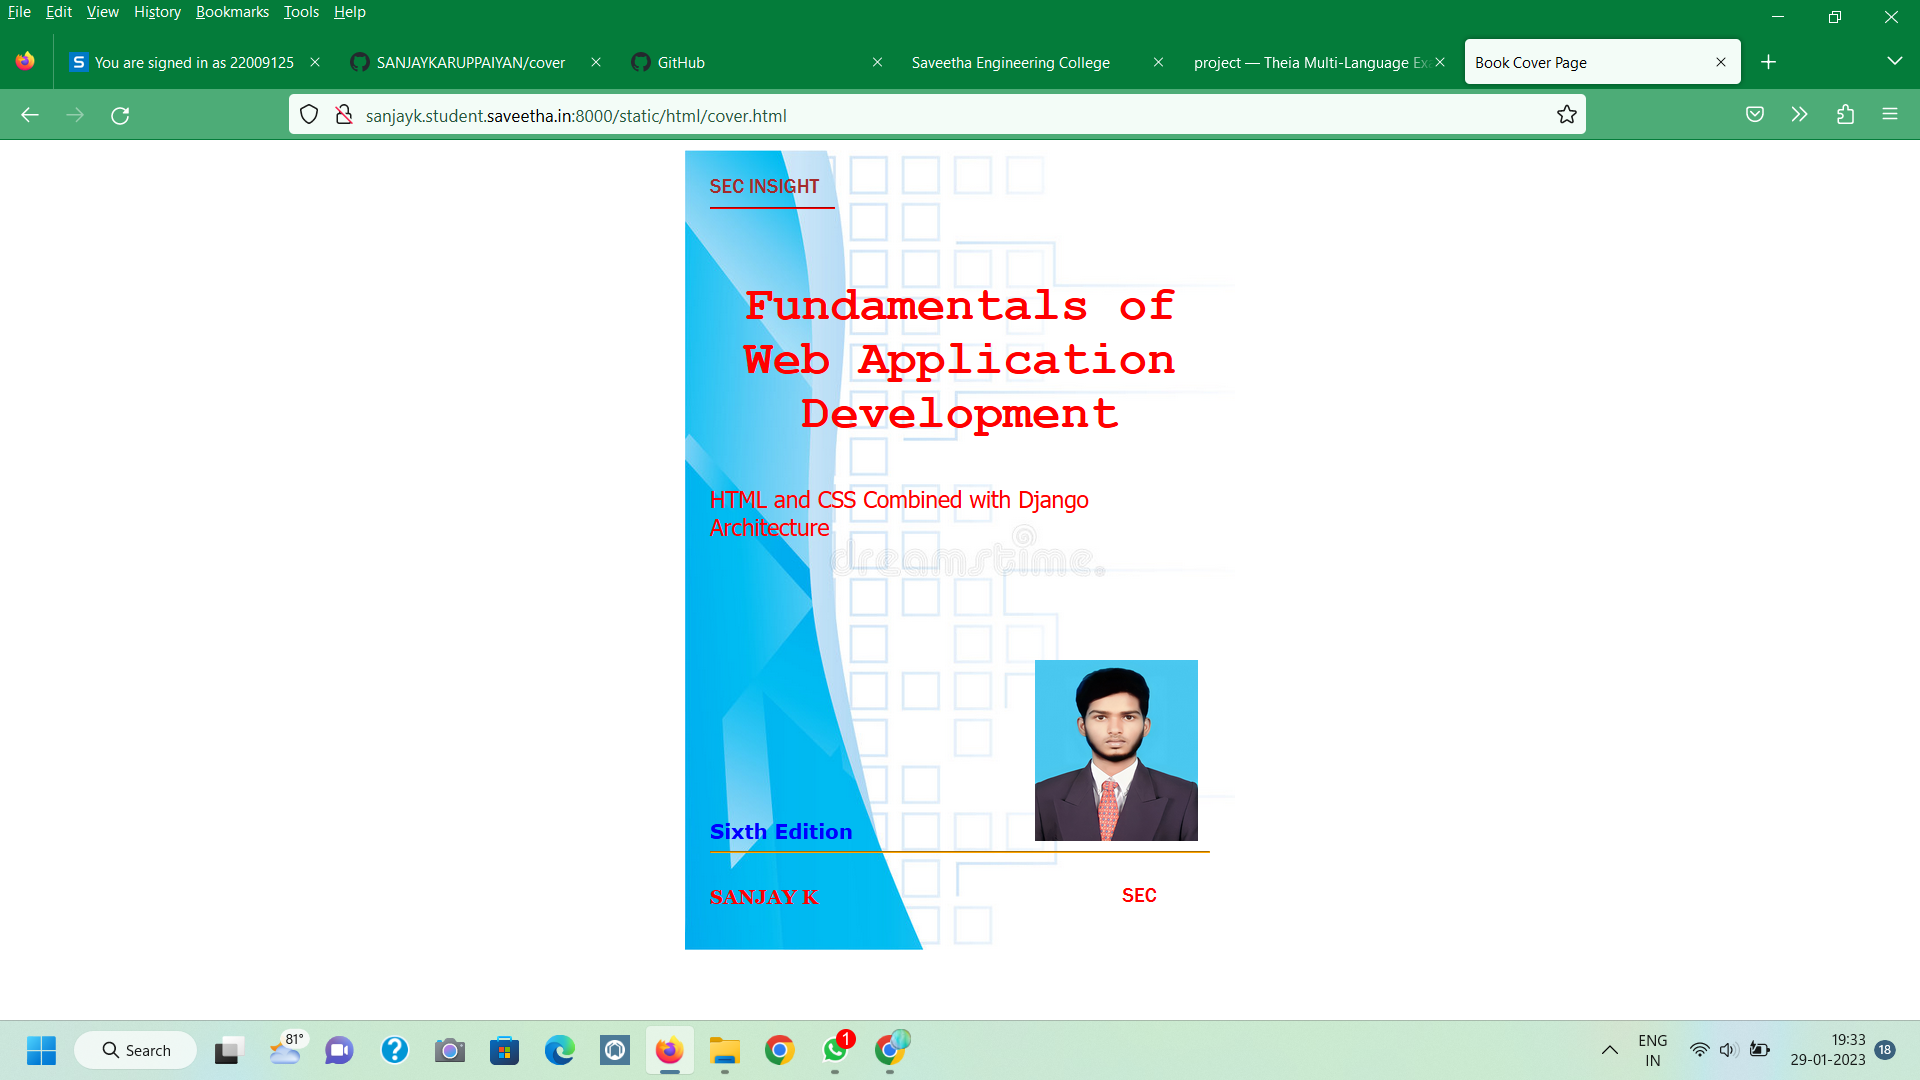 File Edit View History Bookmarks Tools Help
You are signed in as 22009125
SANJAYKARUPPAIYAN/cover
GitHub
Saveetha Engineering College
project — Theia Multi-Language Ex
Book Cover Page
sanjayk.student.saveetha.in:8000/static/html/cover.html
SEC INSIGHT
Fundamentals of
Web Application
Development
HTML and CSS Combined with Django
Architecture
dreamstime.
Sixth Edition
SANJAY K
SEC
Search
81°
1
ENG
IN
19:33
29-01-2023
18